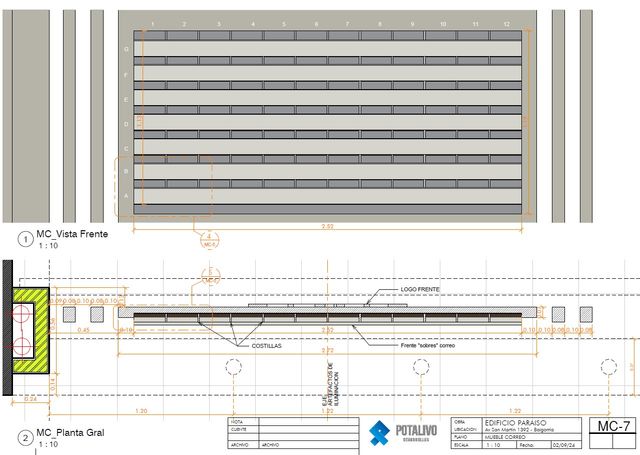 1 2 3 4 5 6 7 8 9 10 11 12
G
F
E
D
C
B
A
2.52
4
MC-7
1 MC_Vista Frente
1 : 10
LOGO FRENTE
0.09 0.08 0.10 0.08 0.10
0.45
0.10
2.52
0.10 0.10 0.08 0.10 0.08
COSTILLAS
Frente "sobres" correo
2.72
0.14
0.24
EJE
ARTEFACTOS DE
ILUMINACION
1.20
1.22
1.22
2 MC_Planta Gral
1 : 10
NOTA
CLIENTE
ARCHIVO ARCHIVO
POTALIVO
DESARROLLOS
OBRA EDIFICIO PARAISO
UBICACION Av San Martin 1392 - Baigorria
PLANO MUEBLE CORREO
ESCALA 1 : 10 Fecha: 02/09/24
MC-7